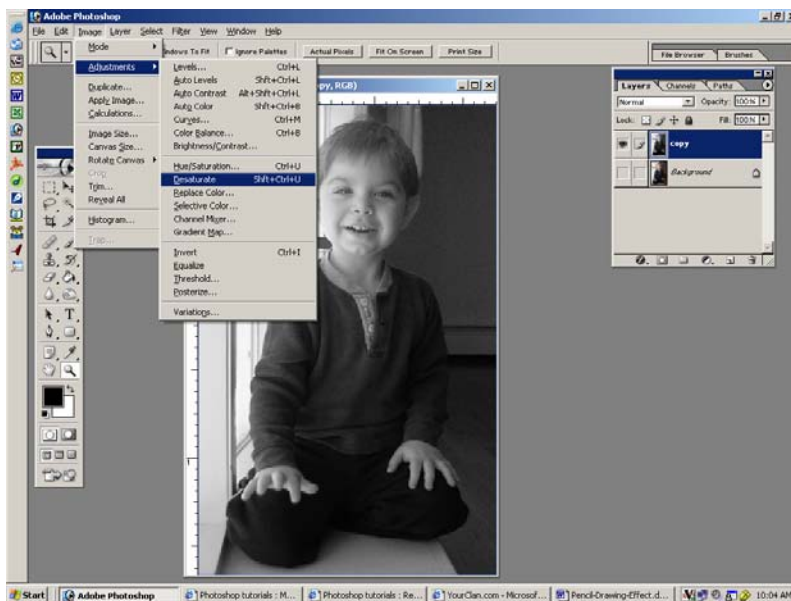 Adobe Photoshop
File Edit Image Layer Select Filter View Window Help
Windows To Fit Ignore Palettes Actual Pixels Fit On Screen Print Size
File Browser Brushes
Mode
Adjustments
Duplicate...
Apply Image...
Calculations...
Image Size...
Canvas Size...
Rotate Canvas
Crop
Trim...
Reveal All
Histogram...
Trap...
Levels... Ctrl+L
Auto Levels Shft+Ctrl+L
Auto Contrast Alt+Shft+Ctrl+L
Auto Color Shft+Ctrl+B
Curves... Ctrl+M
Color Balance... Ctrl+B
Brightness/Contrast...
Hue/Saturation... Ctrl+U
Desaturate Shft+Ctrl+U
Replace Color...
Selective Color...
Channel Mixer...
Gradient Map...
Invert Ctrl+I
Equalize
Threshold...
Posterize...
Variations...
copy, RGB)
Layers Channels Paths
Normal Opacity: 100%
Lock: Fill: 100%
copy
Background
Start Adobe Photoshop Photoshop tutorials : M... Photoshop tutorials : Re... YourClan.com - Microsof... Pencil-Drawing-Effect.d... 10:04 AM